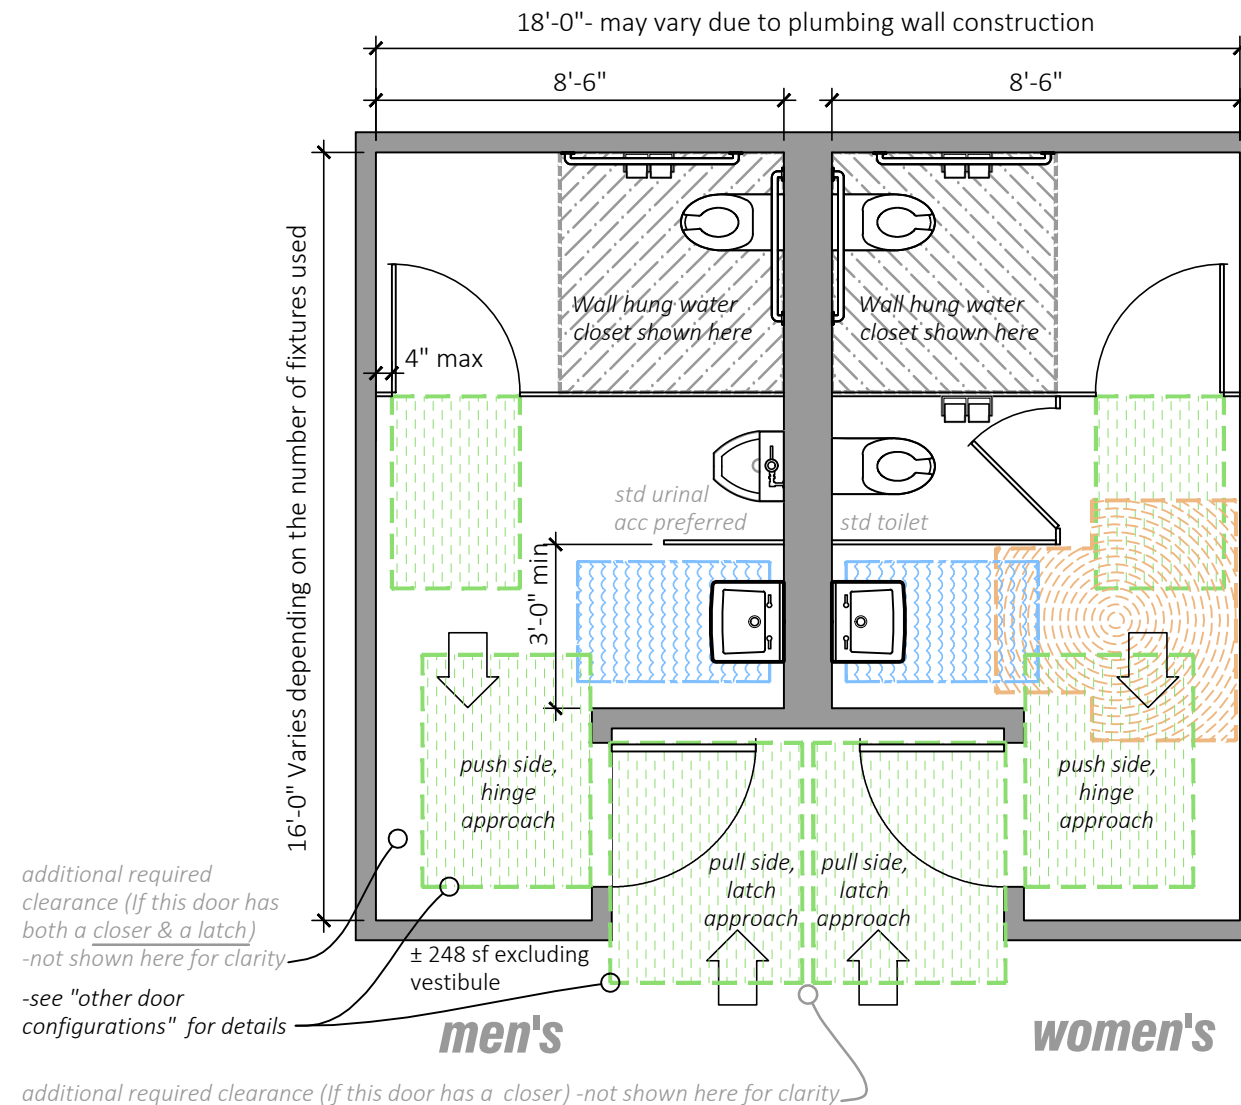 18'-0"- may vary due to plumbing wall construction
8'-6"
8'-6"
16'-0" Varies depending on the number of fixtures used
Wall hung water
closet shown here
Wall hung water
closet shown here
4" max
std urinal
acc preferred
std toilet
3'-0" min
push side,
hinge
approach
push side,
hinge
approach
pull side,
latch
approach
pull side,
latch
approach
additional required
clearance (If this door has
both a closer & a latch)
-not shown here for clarity
-see "other door
configurations" for details
± 248 sf excluding
vestibule
men's
women's
additional required clearance (If this door has a closer) -not shown here for clarity